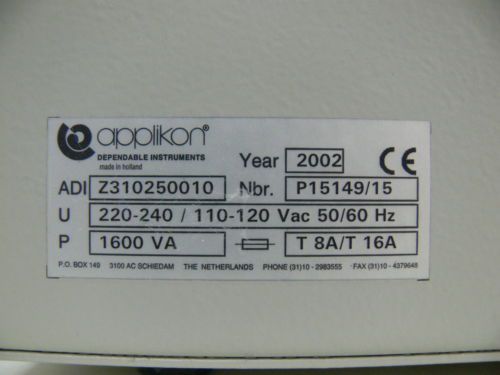 applikon®
DEPENDABLE INSTRUMENTS
made in holland
Year 2002 CE
ADI Z310250010 Nbr. P15149/15
U 220-240 / 110-120 Vac 50/60 Hz
P 1600 VA T 8A/T 16A
P.O. BOX 149 3100 AC SCHIEDAM THE NETHERLANDS PHONE (31)10 - 2983555 FAX (31)10 - 4379648